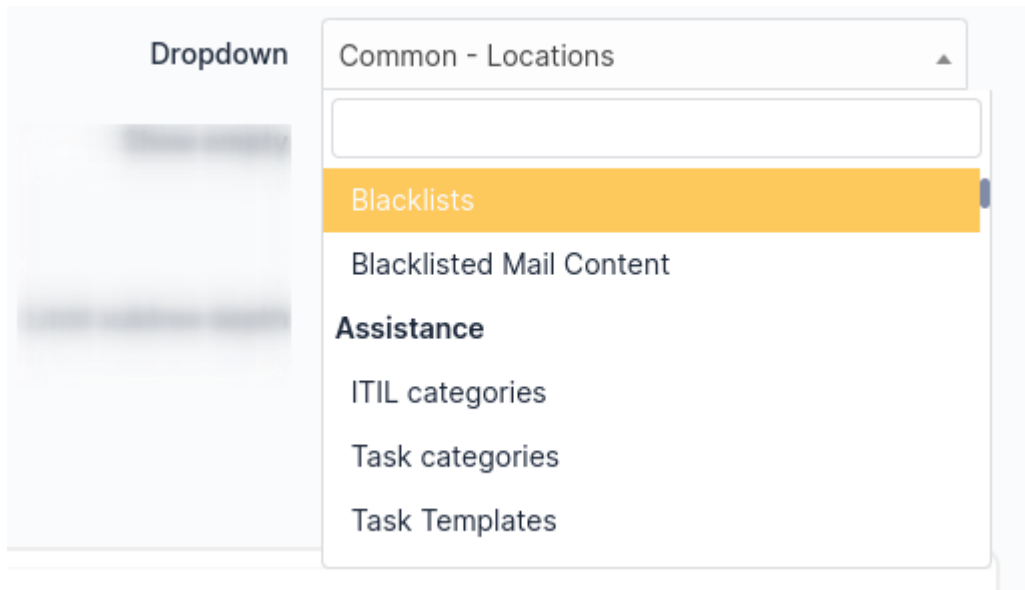 Dropdown
Common - Locations
Blacklists
Blacklisted Mail Content
Assistance
ITIL categories
Task categories
Task Templates